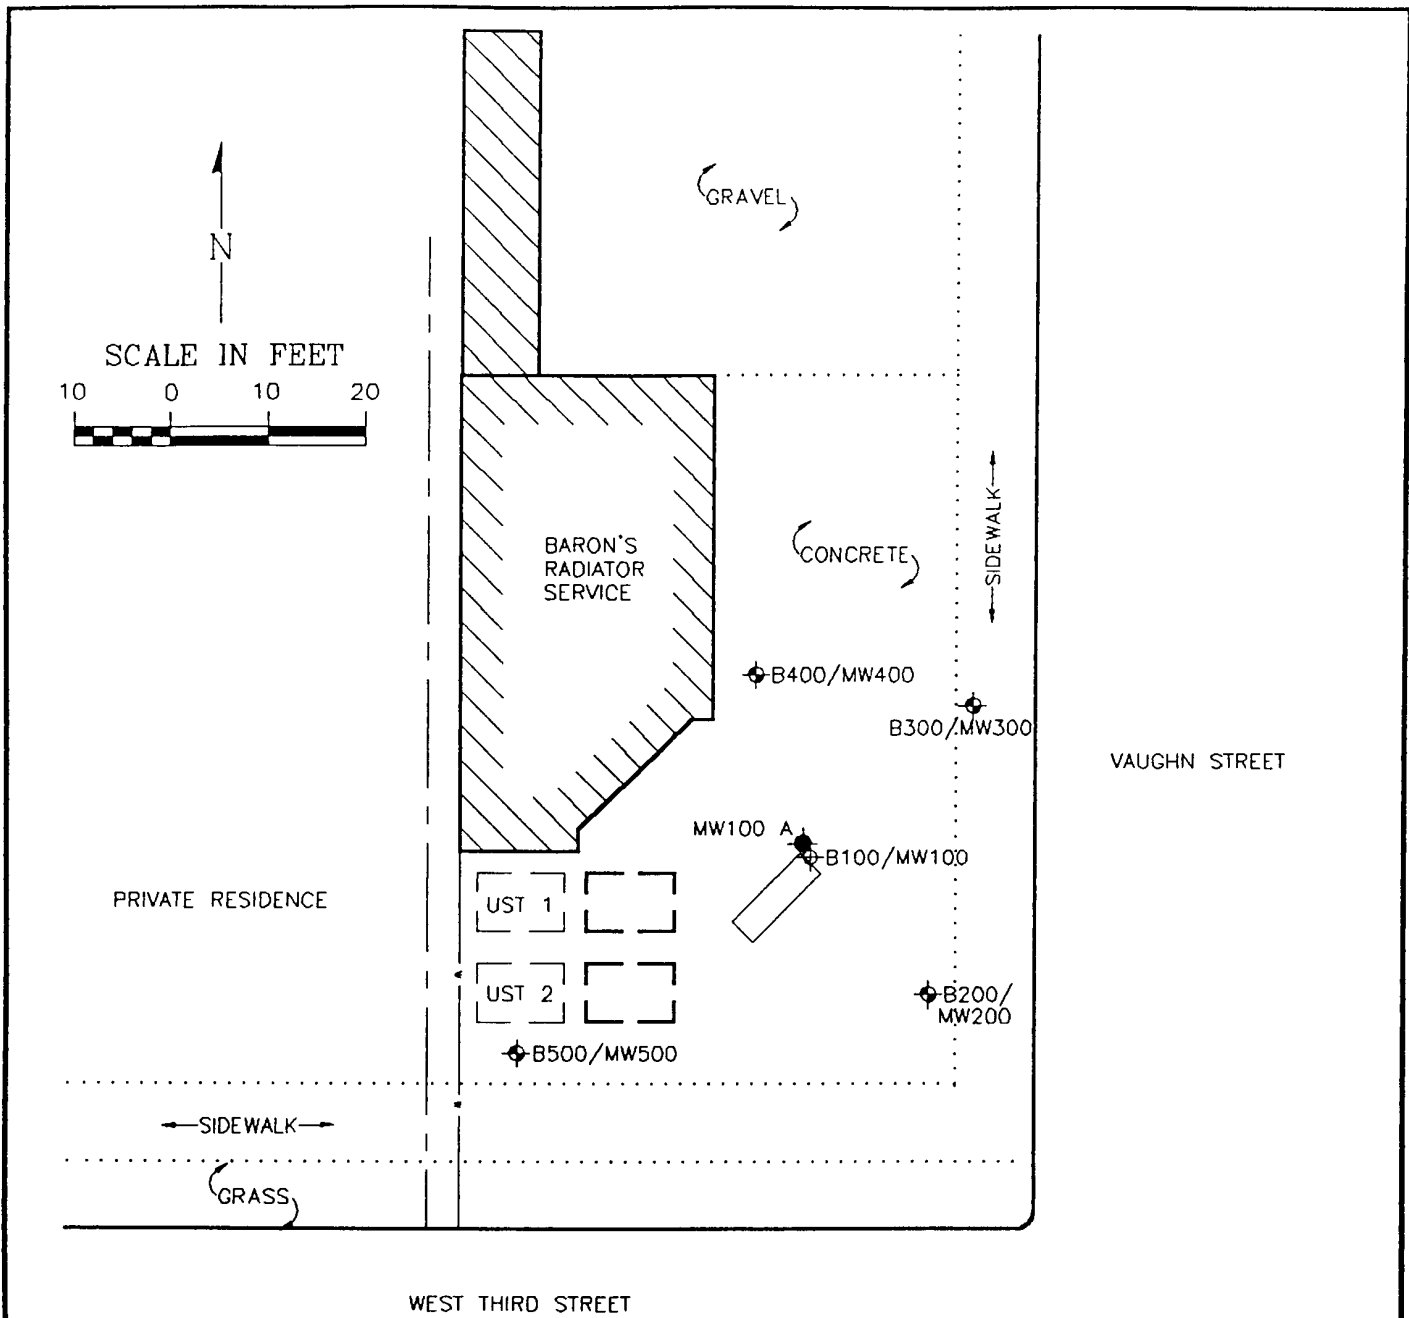 GRAVEL
N
SCALE IN FEET
10 0 10 20
SIDEWALK
BARON'S
RADIATOR
SERVICE
CONCRETE
B400/MW400
B300/MW300
VAUGHN STREET
MW100 A
B100/MW100
PRIVATE RESIDENCE
UST 1
UST 2
B200/
MW200
B500/MW500
SIDEWALK
GRASS
WEST THIRD STREET